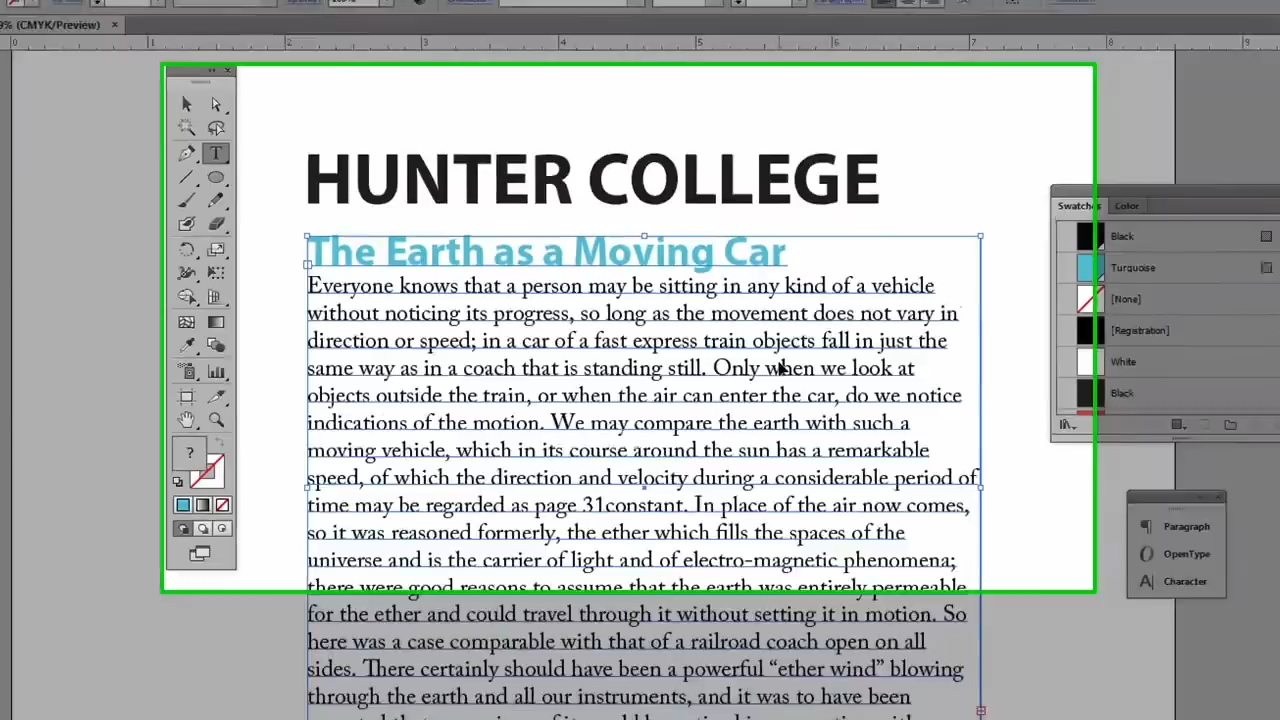 9% (CMYK/Preview) ×
0 1 2 3 4 5 6 7 8 9
HUNTER COLLEGE
The Earth as a Moving Car
Everyone knows that a person may be sitting in any kind of a vehicle
without noticing its progress, so long as the movement does not vary in
direction or speed; in a car of a fast express train objects fall in just the
same way as in a coach that is standing still. Only when we look at
objects outside the train, or when the air can enter the car, do we notice
indications of the motion. We may compare the earth with such a
moving vehicle, which in its course around the sun has a remarkable
speed, of which the direction and velocity during a considerable period of
time may be regarded as page 31constant. In place of the air now comes,
so it was reasoned formerly, the ether which fills the spaces of the
universe and is the carrier of light and of electro-magnetic phenomena;
there were good reasons to assume that the earth was entirely permeable
for the ether and could travel through it without setting it in motion. So
here was a case comparable with that of a railroad coach open on all
sides. There certainly should have been a powerful “ether wind” blowing
through the earth and all our instruments, and it was to have been
T
?
Swatches Color
Black
Turquoise
[None]
[Registration]
White
Black
Paragraph
OpenType
Character